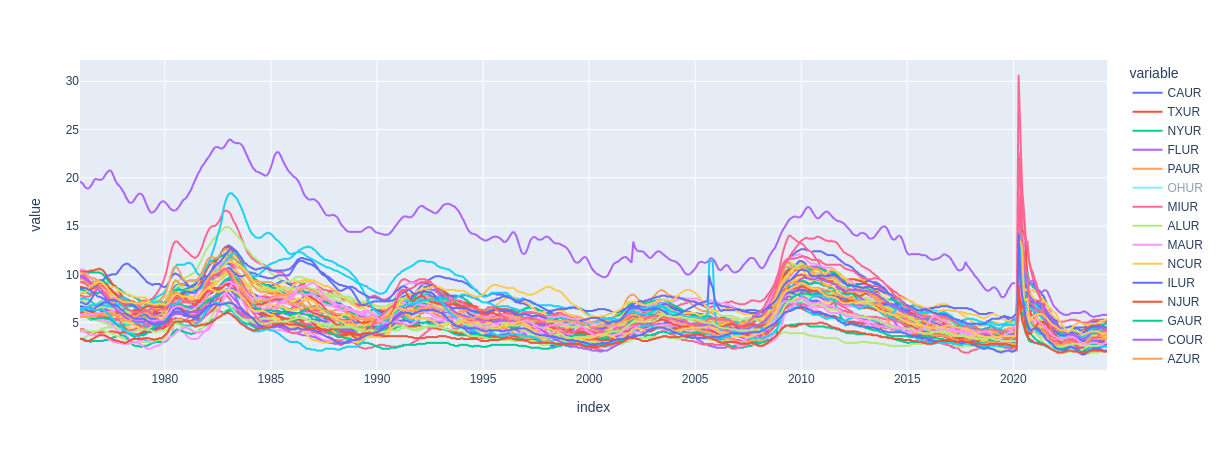 value
30
25
20
15
10
5
1980 1985 1990 1995 2000 2005 2010 2015 2020
index
variable
CAUR
TXUR
NYUR
FLUR
PAUR
OHUR
MIUR
ALUR
MAUR
NCUR
ILUR
NJUR
GAUR
COUR
AZUR